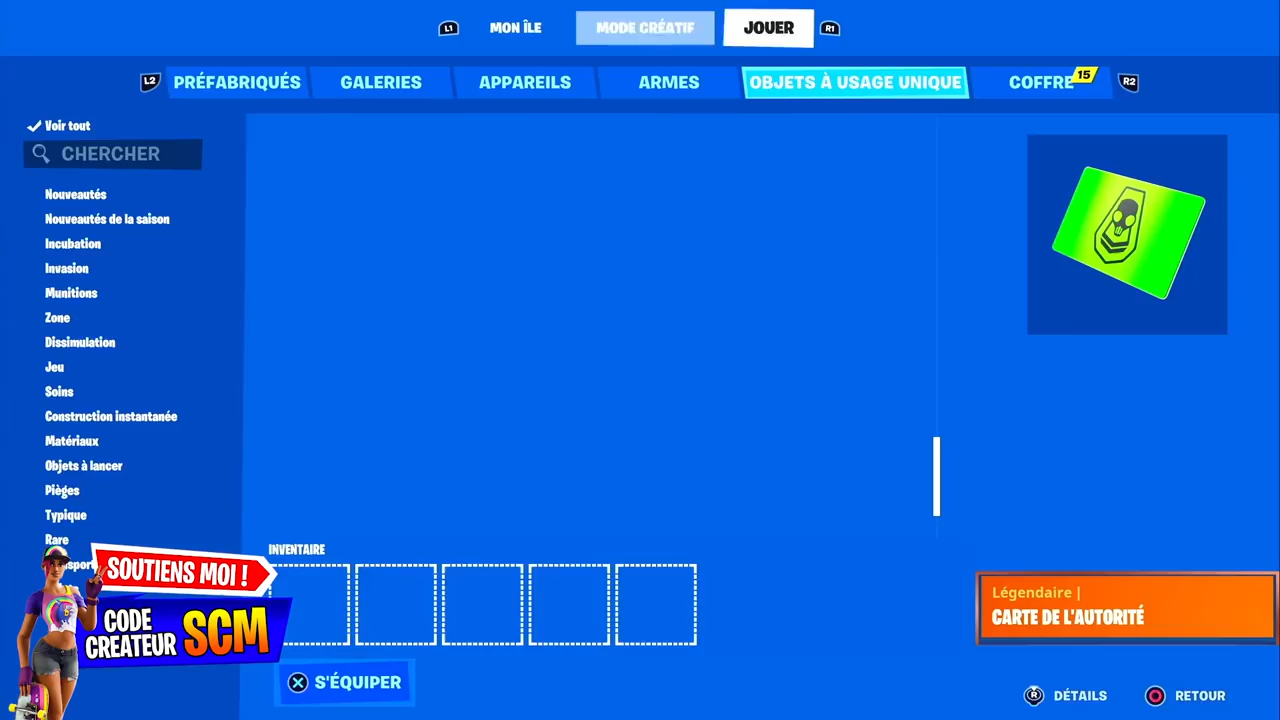 L1
MON ÎLE
MODE CRÉATIF
JOUER
R1
L2
PRÉFABRIQUÉS
GALERIES
APPAREILS
ARMES
OBJETS À USAGE UNIQUE
COFFRE
15
R2
Voir tout
CHERCHER
Nouveautés
Nouveautés de la saison
Incubation
Invasion
Munitions
Zone
Dissimulation
Jeu
Soins
Construction instantanée
Matériaux
Objets à lancer
Pièges
Typique
Rare
INVENTAIRE
SOUTIENS MOI !
CODE
CREATEUR SCM
S'ÉQUIPER
Légendaire |
CARTE DE L'AUTORITÉ
R DÉTAILS
RETOUR